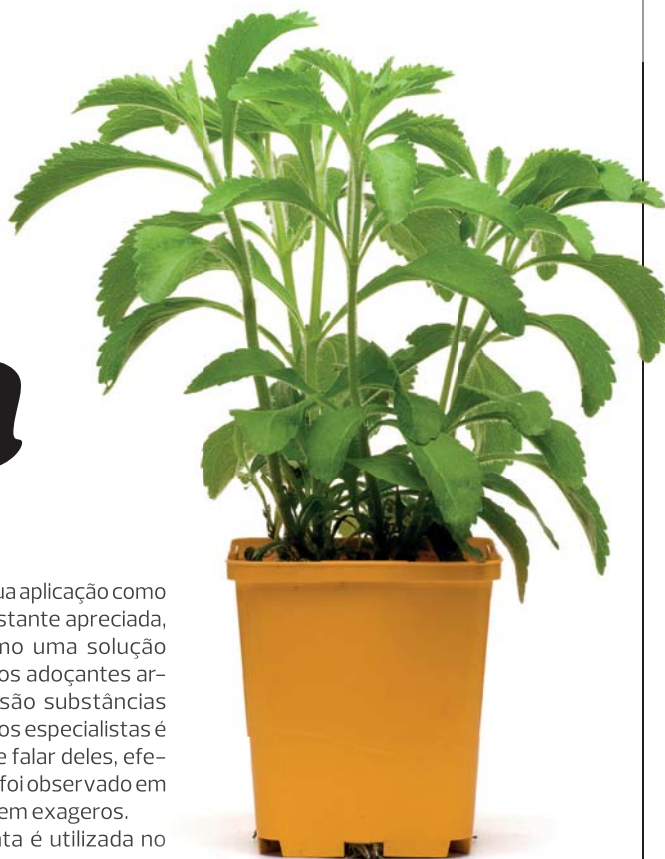 ua aplicação como
stante apreciada,
mo uma solução
os adoçantes ar-
são substâncias
os especialistas é
e falar deles, efe-
foi observado em
em exageros.
ta é utilizada no